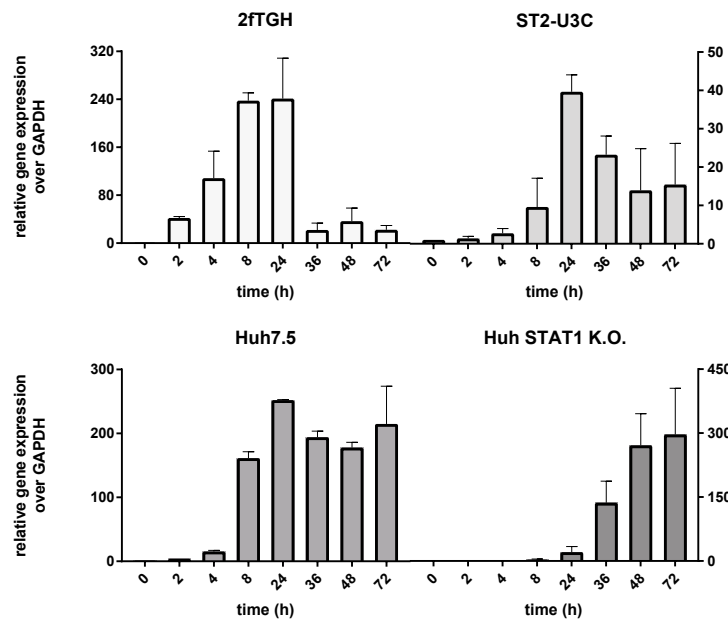 2fTGH
ST2-U3C
relative gene expression
over GAPDH
320
240
160
80
0
50
40
30
20
10
0
0 2 4 8 24 36 48 72
0 2 4 8 24 36 48 72
time (h)
time (h)
Huh7.5
Huh STAT1 K.O.
relative gene expression
over GAPDH
300
200
100
0
450
300
150
0
0 2 4 8 24 36 48 72
0 2 4 8 24 36 48 72
time (h)
time (h)